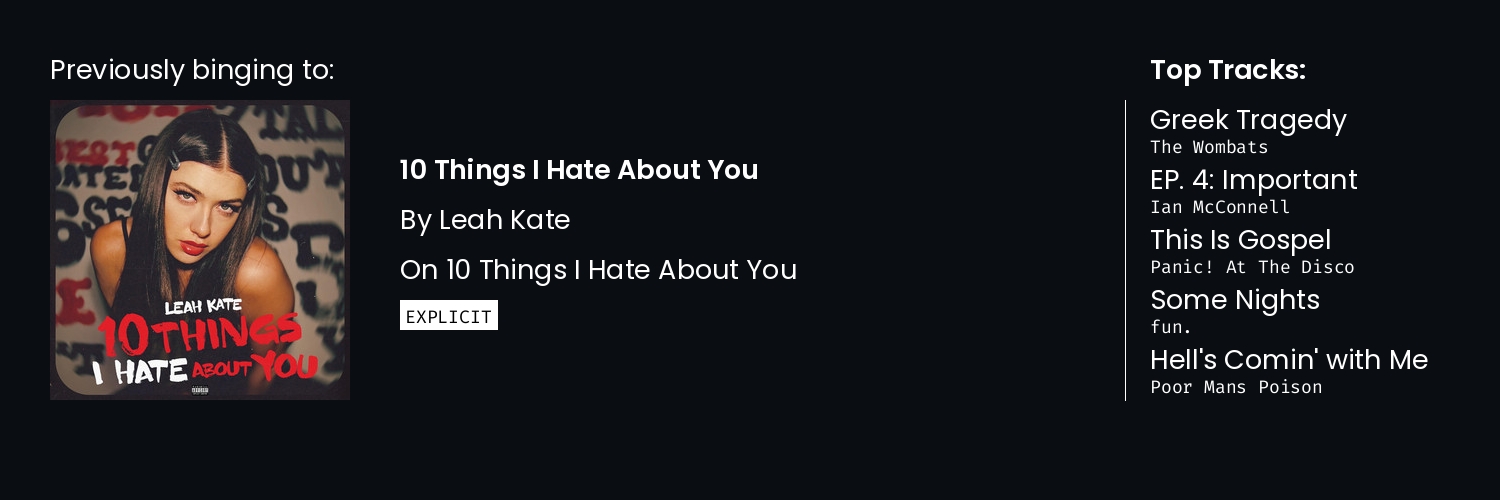 Previously binging to:
LEAH KATE
10 THINGS
I HATE ABOUT YOU
10 Things I Hate About You
By Leah Kate
On 10 Things I Hate About You
EXPLICIT
Top Tracks:
Greek Tragedy
The Wombats
EP. 4: Important
Ian McConnell
This Is Gospel
Panic! At The Disco
Some Nights
fun.
Hell's Comin' with Me
Poor Mans Poison